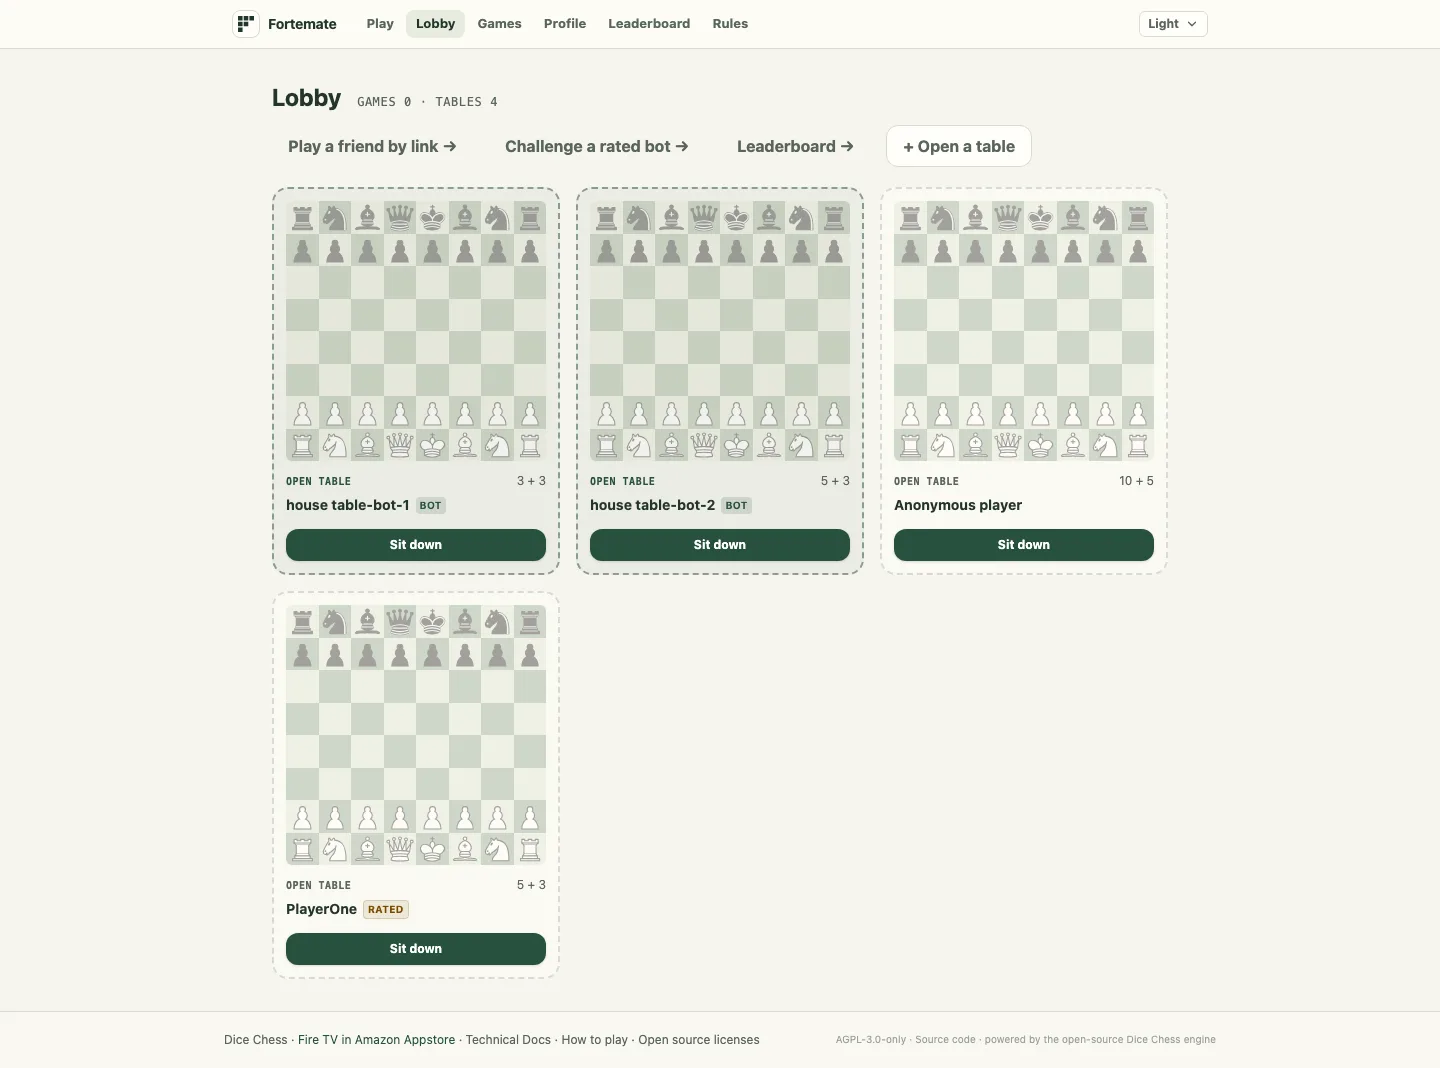 Fortemate Play Lobby Games Profile Leaderboard Rules Light
Lobby GAMES 0 · TABLES 4
Play a friend by link → Challenge a rated bot → Leaderboard → + Open a table
OPEN TABLE 3 + 3
house table-bot-1 BOT
Sit down
OPEN TABLE 5 + 3
house table-bot-2 BOT
Sit down
OPEN TABLE 10 + 5
Anonymous player
Sit down
OPEN TABLE 5 + 3
PlayerOne RATED
Sit down
Dice Chess · Fire TV in Amazon Appstore · Technical Docs · How to play · Open source licenses
AGPL-3.0-only · Source code · powered by the open-source Dice Chess engine